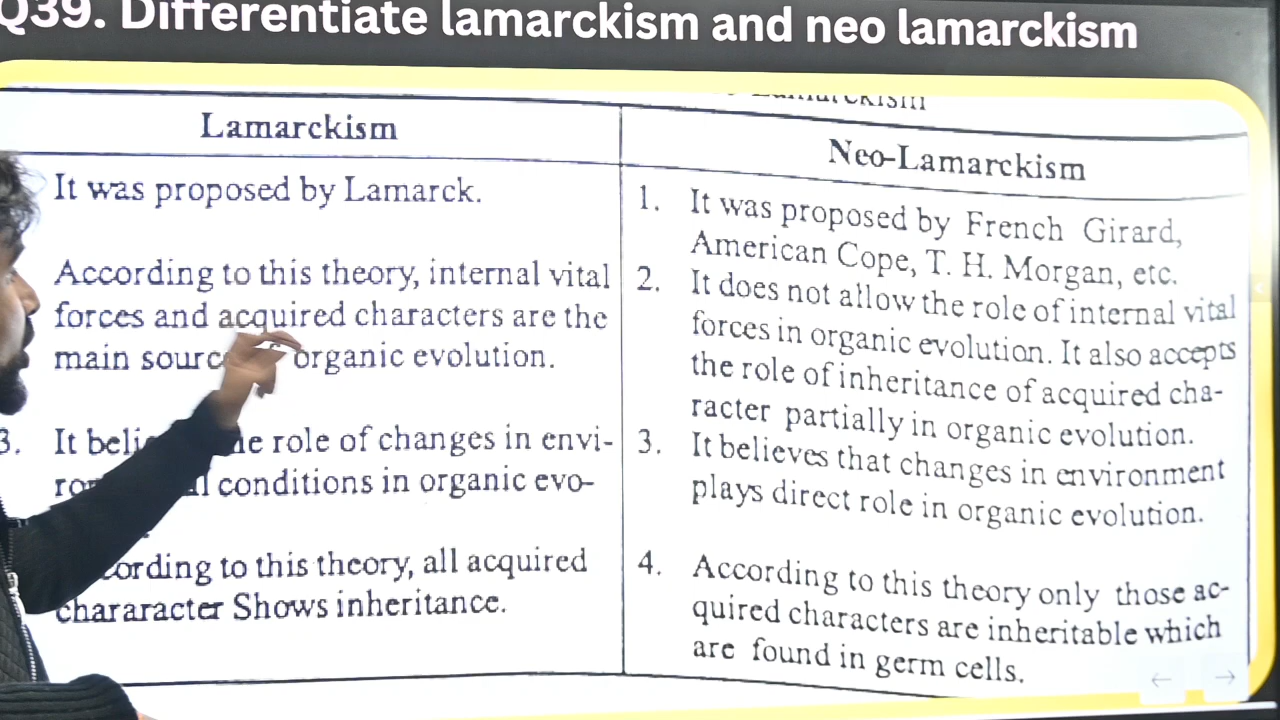 Q39. Differentiate lamarckism and neo lamarckism
Lamarckism
It was proposed by Lamarck.
According to this theory, internal vital
forces and acquired characters are the
main organic evolution.
3. It role of changes in envi-
conditions in organic evo-
to this theory, all acquired
chararacter Shows inheritance.
Neo-Lamarckism
1. It was proposed by French Girard,
American Cope, T. H. Morgan, etc.
2. It does not allow the role of internal vital
forces in organic evolution. It also accepts
the role of inheritance of acquired cha-
racter partially in organic evolution.
3. It believes that changes in environment
plays direct role in organic evolution.
4. According to this theory only those ac-
quired characters are inheritable which
are found in germ cells.